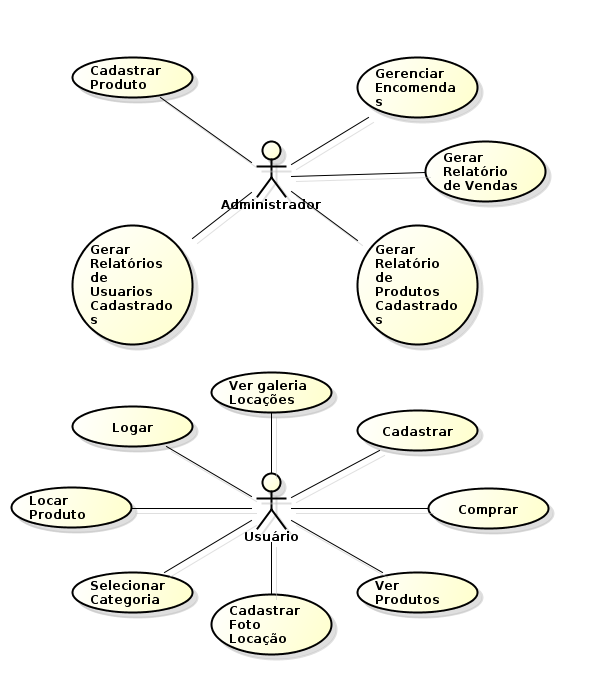 Cadastrar
Produto
Gerenciar
Encomenda
s
Gerar
Relatório
de Vendas
Administrador
Gerar
Relatórios
de
Usuarios
Cadastrado
s
Gerar
Relatório
de
Produtos
Cadastrado
s
Ver galeria
Locações
Logar
Cadastrar
Locar
Produto
Comprar
Usuário
Selecionar
Categoria
Cadastrar
Foto
Locação
Ver
Produtos